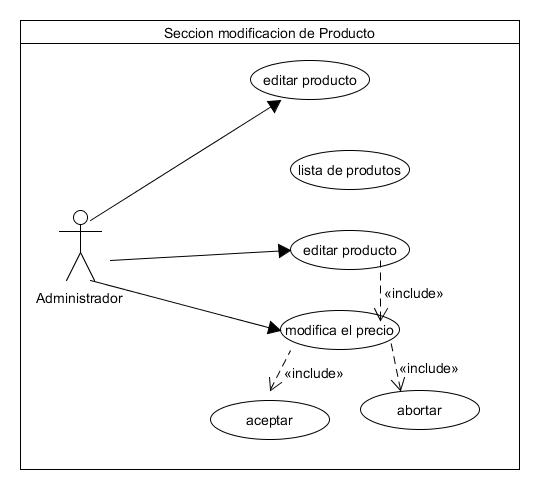 Seccion modificacion de Producto
editar producto
lista de produtos
editar producto
«include»
Administrador
modifica el precio
«include»
«include»
aceptar
abortar